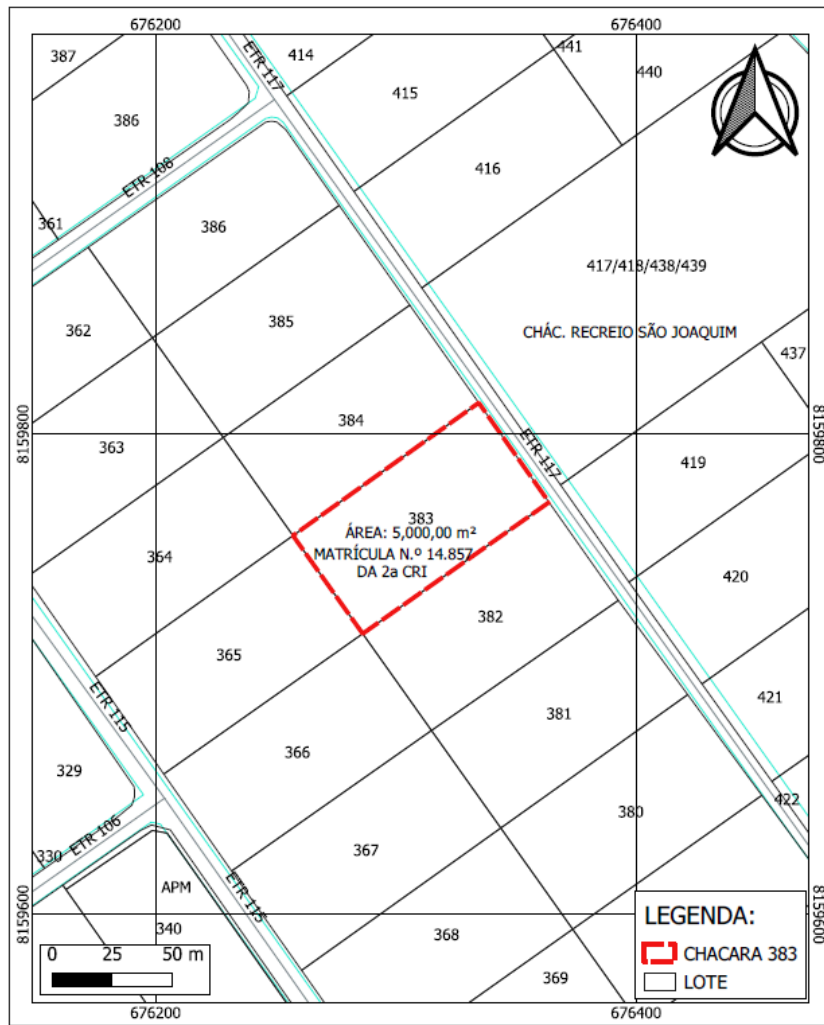 676200
676400
387
414
441
440
ETR 117
415
386
416
ETR 108
361
386
417/418/438/439
362
385
CHÁC. RECREIO SÃO JOAQUIM
437
384
8159800
8159800
363
ETR 117
419
383
ÁREA: 5,000,00 m²
MATRÍCULA N.º 14.857
DA 2a CRI
364
420
382
365
421
ETR 115
381
366
329
422
380
ETR 106
367
330
APM
ETR 115
8159600
8159600
340
368
369
LEGENDA:
CHACARA 383
LOTE
0 25 50 m
676200
676400